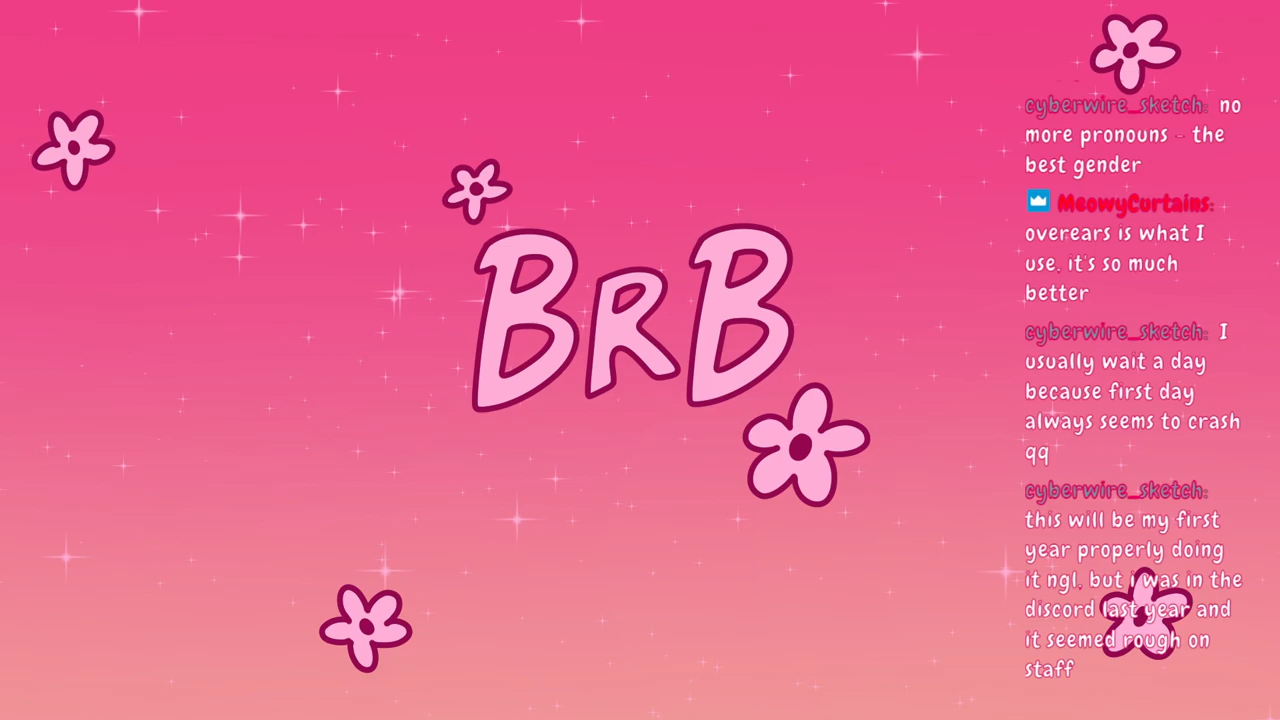 BRB
cyberwire_sketch: no
more pronouns - the
best gender
MeowyCurtains:
overears is what I
use, it's so much
better
cyberwire_sketch: I
usually wait a day
because first day
always seems to crash
qq
cyberwire_sketch:
this will be my first
year properly doing
it ngl, but i was in the
discord last year and
it seemed rough on
staff